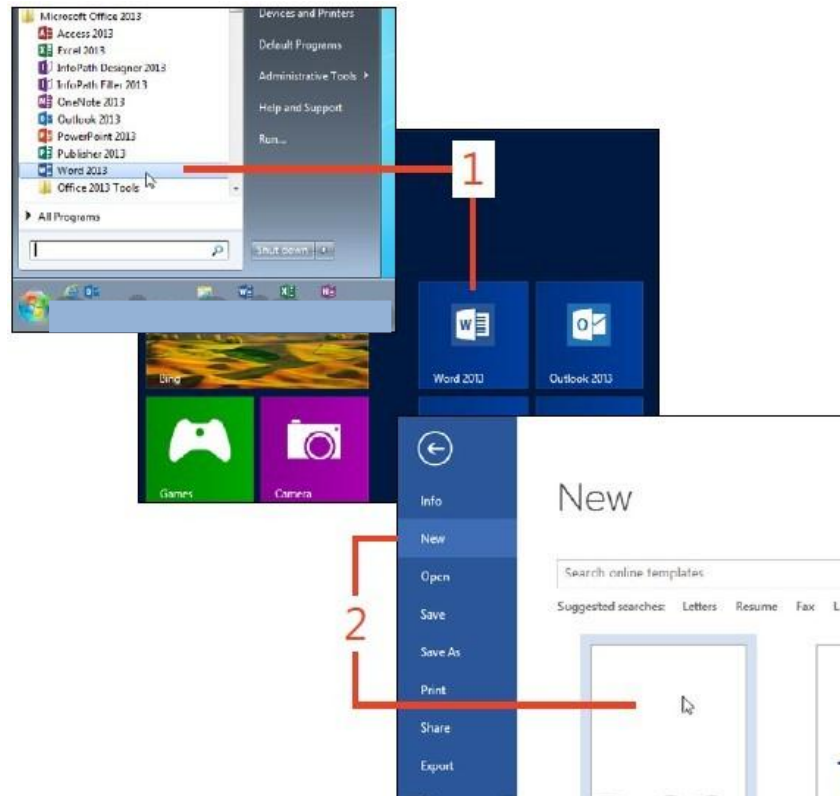 Microsoft Office 2013
Access 2013
Excel 2013
InfoPath Designer 2013
InfoPath Filler 2013
OneNote 2013
Outlook 2013
PowerPoint 2013
Publisher 2013
Word 2013
Office 2013 Tools
All Programs
Devices and Printers
Default Programs
Administrative Tools
Help and Support
Run...
Shut down
1
Word 2013
Outlook 2013
Bing
Games
Camera
2
Info
New
Open
Save
Save As
Print
Share
Export
New
Search online templates
Suggested searches: Letters Resume Fax